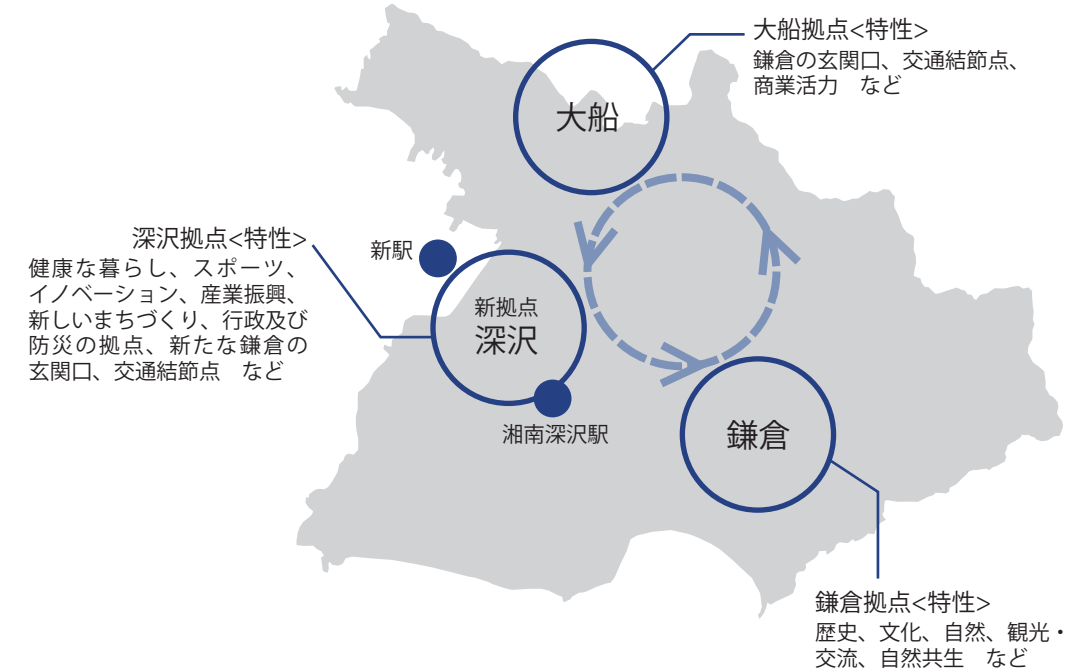 大船拠点<特性>
鎌倉の玄関口、交通結節点、
商業活力　など
大船
深沢拠点<特性>
健康な暮らし、スポーツ、
イノベーション、産業振興、
新しいまちづくり、行政及び
防災の拠点、新たな鎌倉の
玄関口、交通結節点　など
新駅
新拠点
深沢
湘南深沢駅
鎌倉
鎌倉拠点<特性>
歴史、文化、自然、観光・
交流、自然共生　など